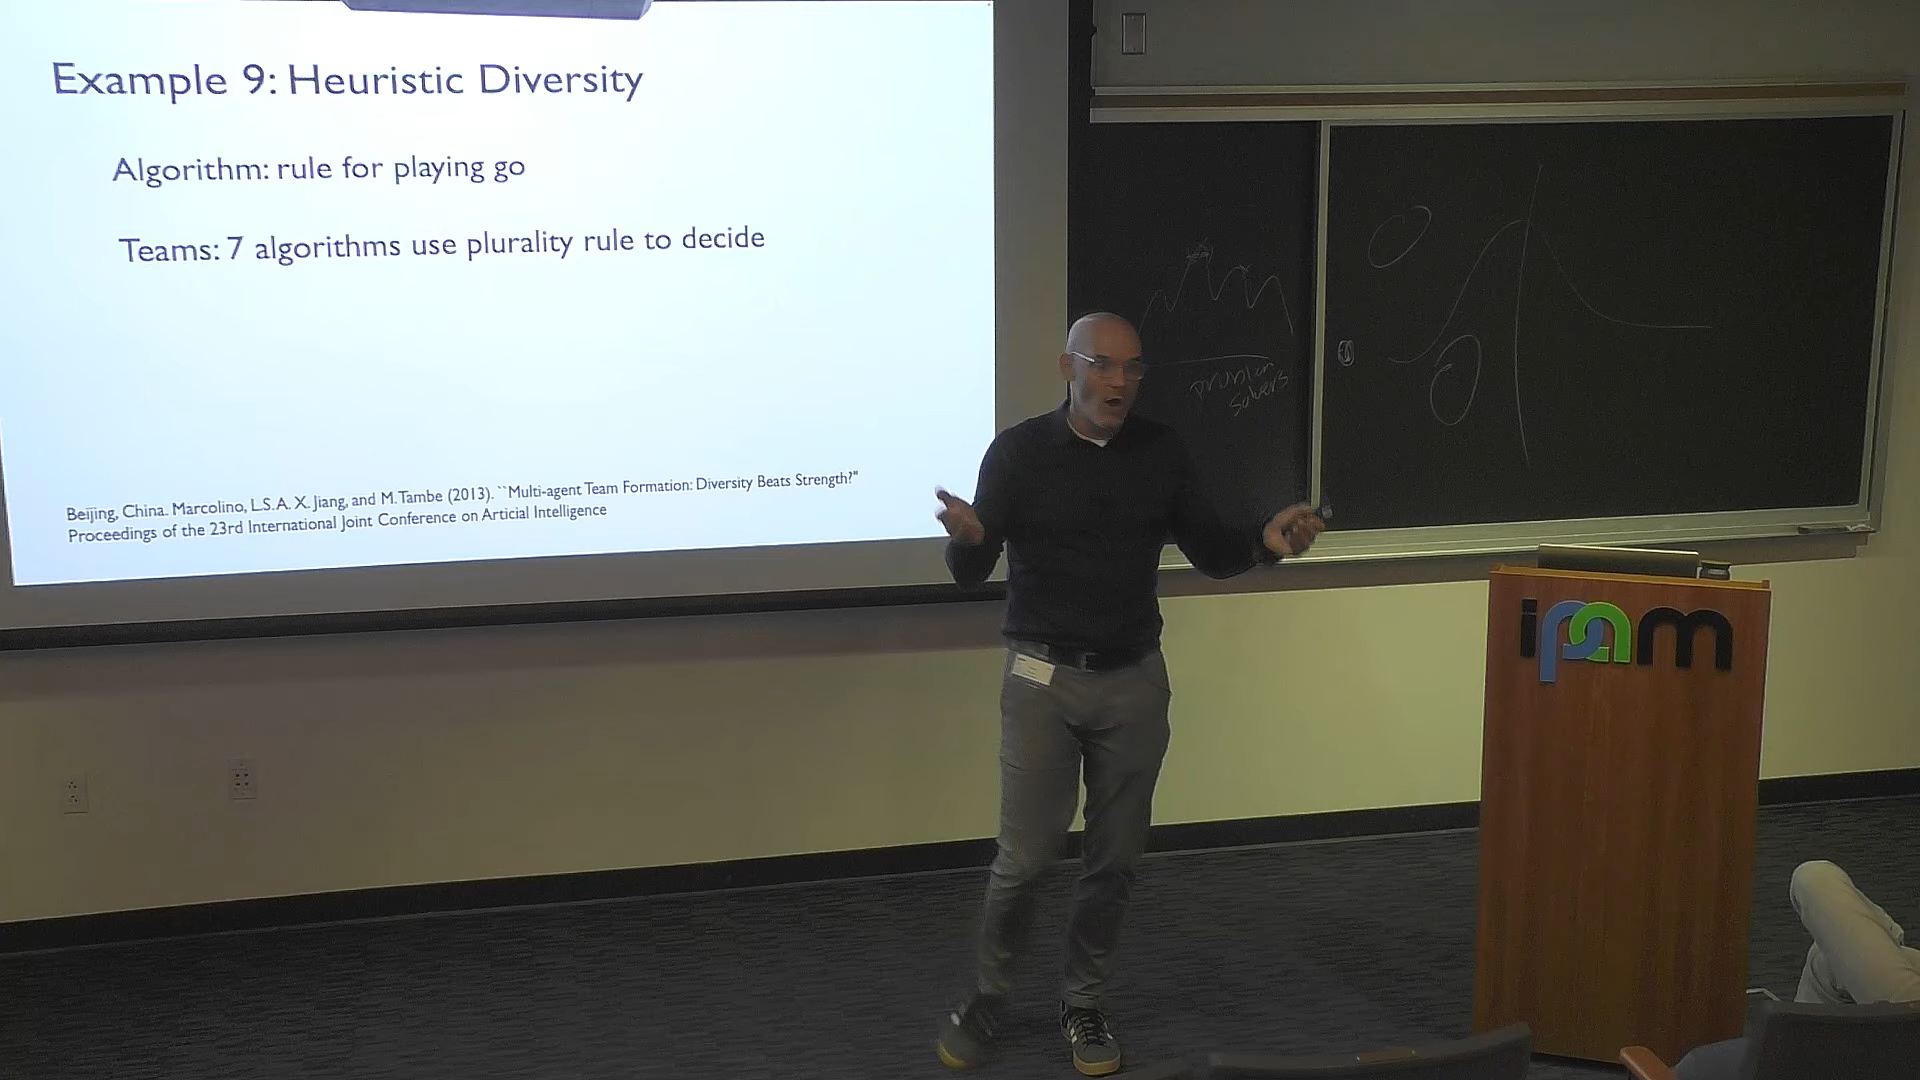 Example 9: Heuristic Diversity
Algorithm: rule for playing go
Teams: 7 algorithms use plurality rule to decide
Beijing, China. Marcolino, L.S.A. X. Jiang, and M. Tambe (2013). ``Multi-agent Team Formation: Diversity Beats Strength?"
Proceedings of the 23rd International Joint Conference on Articial Intelligence
problem
solvers
ipam